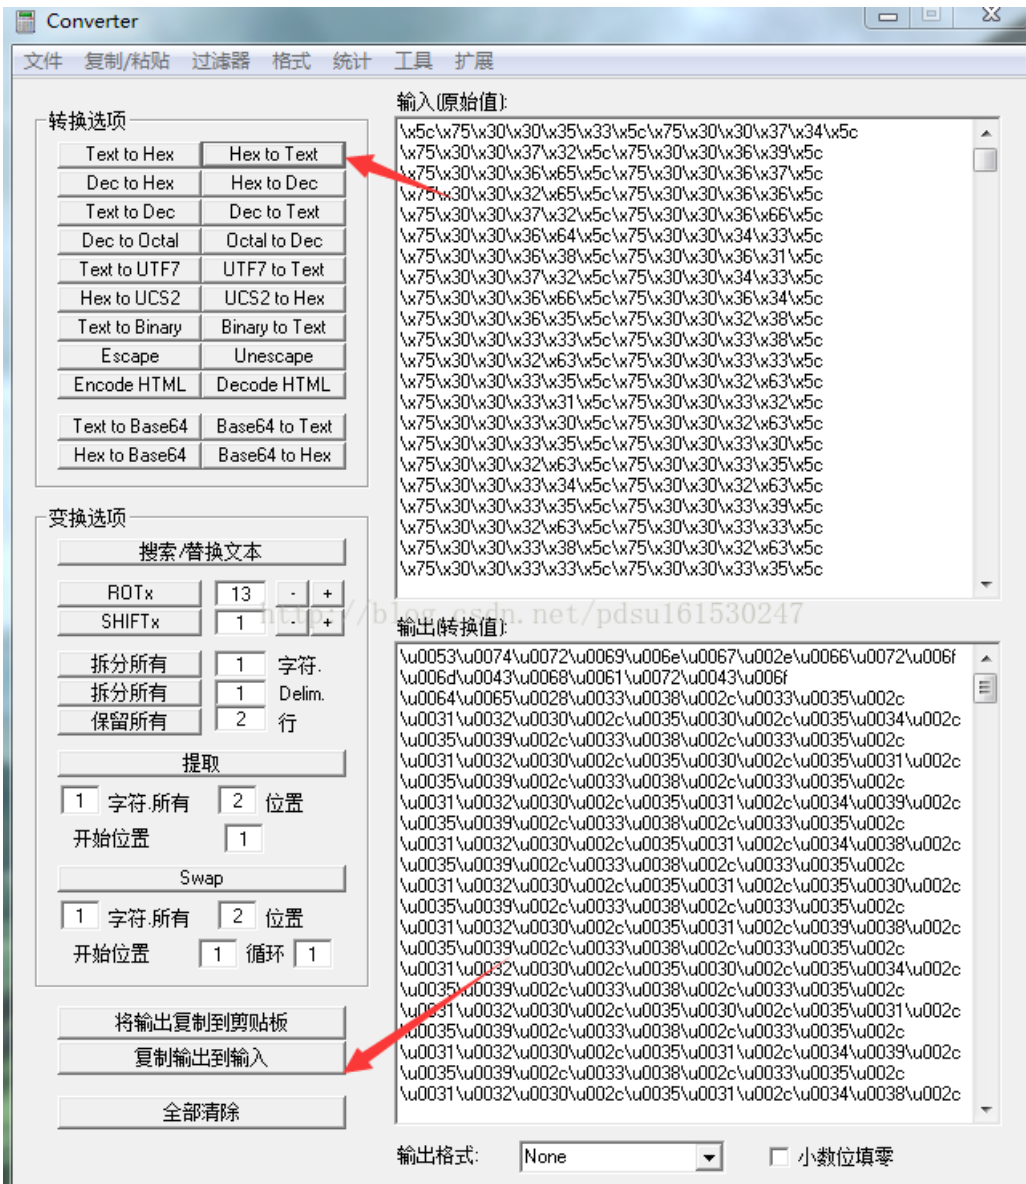 Converter
文件 复制/粘贴 过滤器 格式 统计 工具 扩展
转换选项
Text to Hex Hex to Text
Dec to Hex Hex to Dec
Text to Dec Dec to Text
Dec to Octal Octal to Dec
Text to UTF7 UTF7 to Text
Hex to UCS2 UCS2 to Hex
Text to Binary Binary to Text
Escape Unescape
Encode HTML Decode HTML
Text to Base64 Base64 to Text
Hex to Base64 Base64 to Hex
变换选项
搜索/替换文本
ROTx 13 - +
SHIFTx 1 - +
拆分所有 1 字符.
拆分所有 1 Delim.
保留所有 2 行
提取
1 字符.所有 2 位置
开始位置 1
Swap
1 字符.所有 2 位置
开始位置 1 循环 1
将输出复制到剪贴板
复制输出到输入
全部清除
输入(原始值):
\x5c\x75\x30\x30\x35\x33\x5c\x75\x30\x30\x37\x34\x5c
\x75\x30\x30\x37\x32\x5c\x75\x30\x30\x36\x39\x5c
\x75\x30\x30\x36\x65\x5c\x75\x30\x30\x36\x37\x5c
\x75\x30\x30\x32\x65\x5c\x75\x30\x30\x36\x36\x5c
\x75\x30\x30\x37\x32\x5c\x75\x30\x30\x36\x66\x5c
\x75\x30\x30\x36\x64\x5c\x75\x30\x30\x34\x33\x5c
\x75\x30\x30\x36\x38\x5c\x75\x30\x30\x36\x31\x5c
\x75\x30\x30\x37\x32\x5c\x75\x30\x30\x34\x33\x5c
\x75\x30\x30\x36\x66\x5c\x75\x30\x30\x36\x34\x5c
\x75\x30\x30\x36\x35\x5c\x75\x30\x30\x32\x38\x5c
\x75\x30\x30\x33\x33\x5c\x75\x30\x30\x33\x38\x5c
\x75\x30\x30\x32\x63\x5c\x75\x30\x30\x33\x33\x5c
\x75\x30\x30\x33\x35\x5c\x75\x30\x30\x32\x63\x5c
\x75\x30\x30\x33\x31\x5c\x75\x30\x30\x33\x32\x5c
\x75\x30\x30\x33\x30\x5c\x75\x30\x30\x32\x63\x5c
\x75\x30\x30\x33\x35\x5c\x75\x30\x30\x33\x30\x5c
\x75\x30\x30\x32\x63\x5c\x75\x30\x30\x33\x35\x5c
\x75\x30\x30\x33\x34\x5c\x75\x30\x30\x32\x63\x5c
\x75\x30\x30\x33\x35\x5c\x75\x30\x30\x33\x39\x5c
\x75\x30\x30\x32\x63\x5c\x75\x30\x30\x33\x33\x5c
\x75\x30\x30\x33\x38\x5c\x75\x30\x30\x32\x63\x5c
\x75\x30\x30\x33\x33\x5c\x75\x30\x30\x33\x35\x5c
http://blog.csdn.net/pdsu161530247
输出(转换值):
\u0053\u0074\u0072\u0069\u006e\u0067\u002e\u0066\u0072\u006f
\u006d\u0043\u0068\u0061\u0072\u0043\u006f
\u0064\u0065\u0028\u0033\u0038\u002c\u0033\u0035\u002c
\u0031\u0032\u0030\u002c\u0035\u0030\u002c\u0035\u0034\u002c
\u0035\u0039\u002c\u0033\u0038\u002c\u0033\u0035\u002c
\u0031\u0032\u0030\u002c\u0035\u0030\u002c\u0035\u0031\u002c
\u0035\u0039\u002c\u0033\u0038\u002c\u0033\u0035\u002c
\u0031\u0032\u0030\u002c\u0035\u0031\u002c\u0034\u0039\u002c
\u0035\u0039\u002c\u0033\u0038\u002c\u0033\u0035\u002c
\u0031\u0032\u0030\u002c\u0035\u0031\u002c\u0034\u0038\u002c
\u0035\u0039\u002c\u0033\u0038\u002c\u0033\u0035\u002c
\u0031\u0032\u0030\u002c\u0035\u0031\u002c\u0035\u0030\u002c
\u0035\u0039\u002c\u0033\u0038\u002c\u0033\u0035\u002c
\u0031\u0032\u0030\u002c\u0035\u0031\u002c\u0039\u0038\u002c
\u0035\u0039\u002c\u0033\u0038\u002c\u0033\u0035\u002c
\u0031\u0032\u0030\u002c\u0035\u0030\u002c\u0035\u0034\u002c
\u0035\u0039\u002c\u0033\u0038\u002c\u0033\u0035\u002c
\u0031\u0032\u0030\u002c\u0035\u0030\u002c\u0035\u0031\u002c
\u0035\u0039\u002c\u0033\u0038\u002c\u0033\u0035\u002c
\u0031\u0032\u0030\u002c\u0035\u0031\u002c\u0034\u0039\u002c
\u0035\u0039\u002c\u0033\u0038\u002c\u0033\u0035\u002c
\u0031\u0032\u0030\u002c\u0035\u0031\u002c\u0034\u0038\u002c
输出格式: None 小数位填零